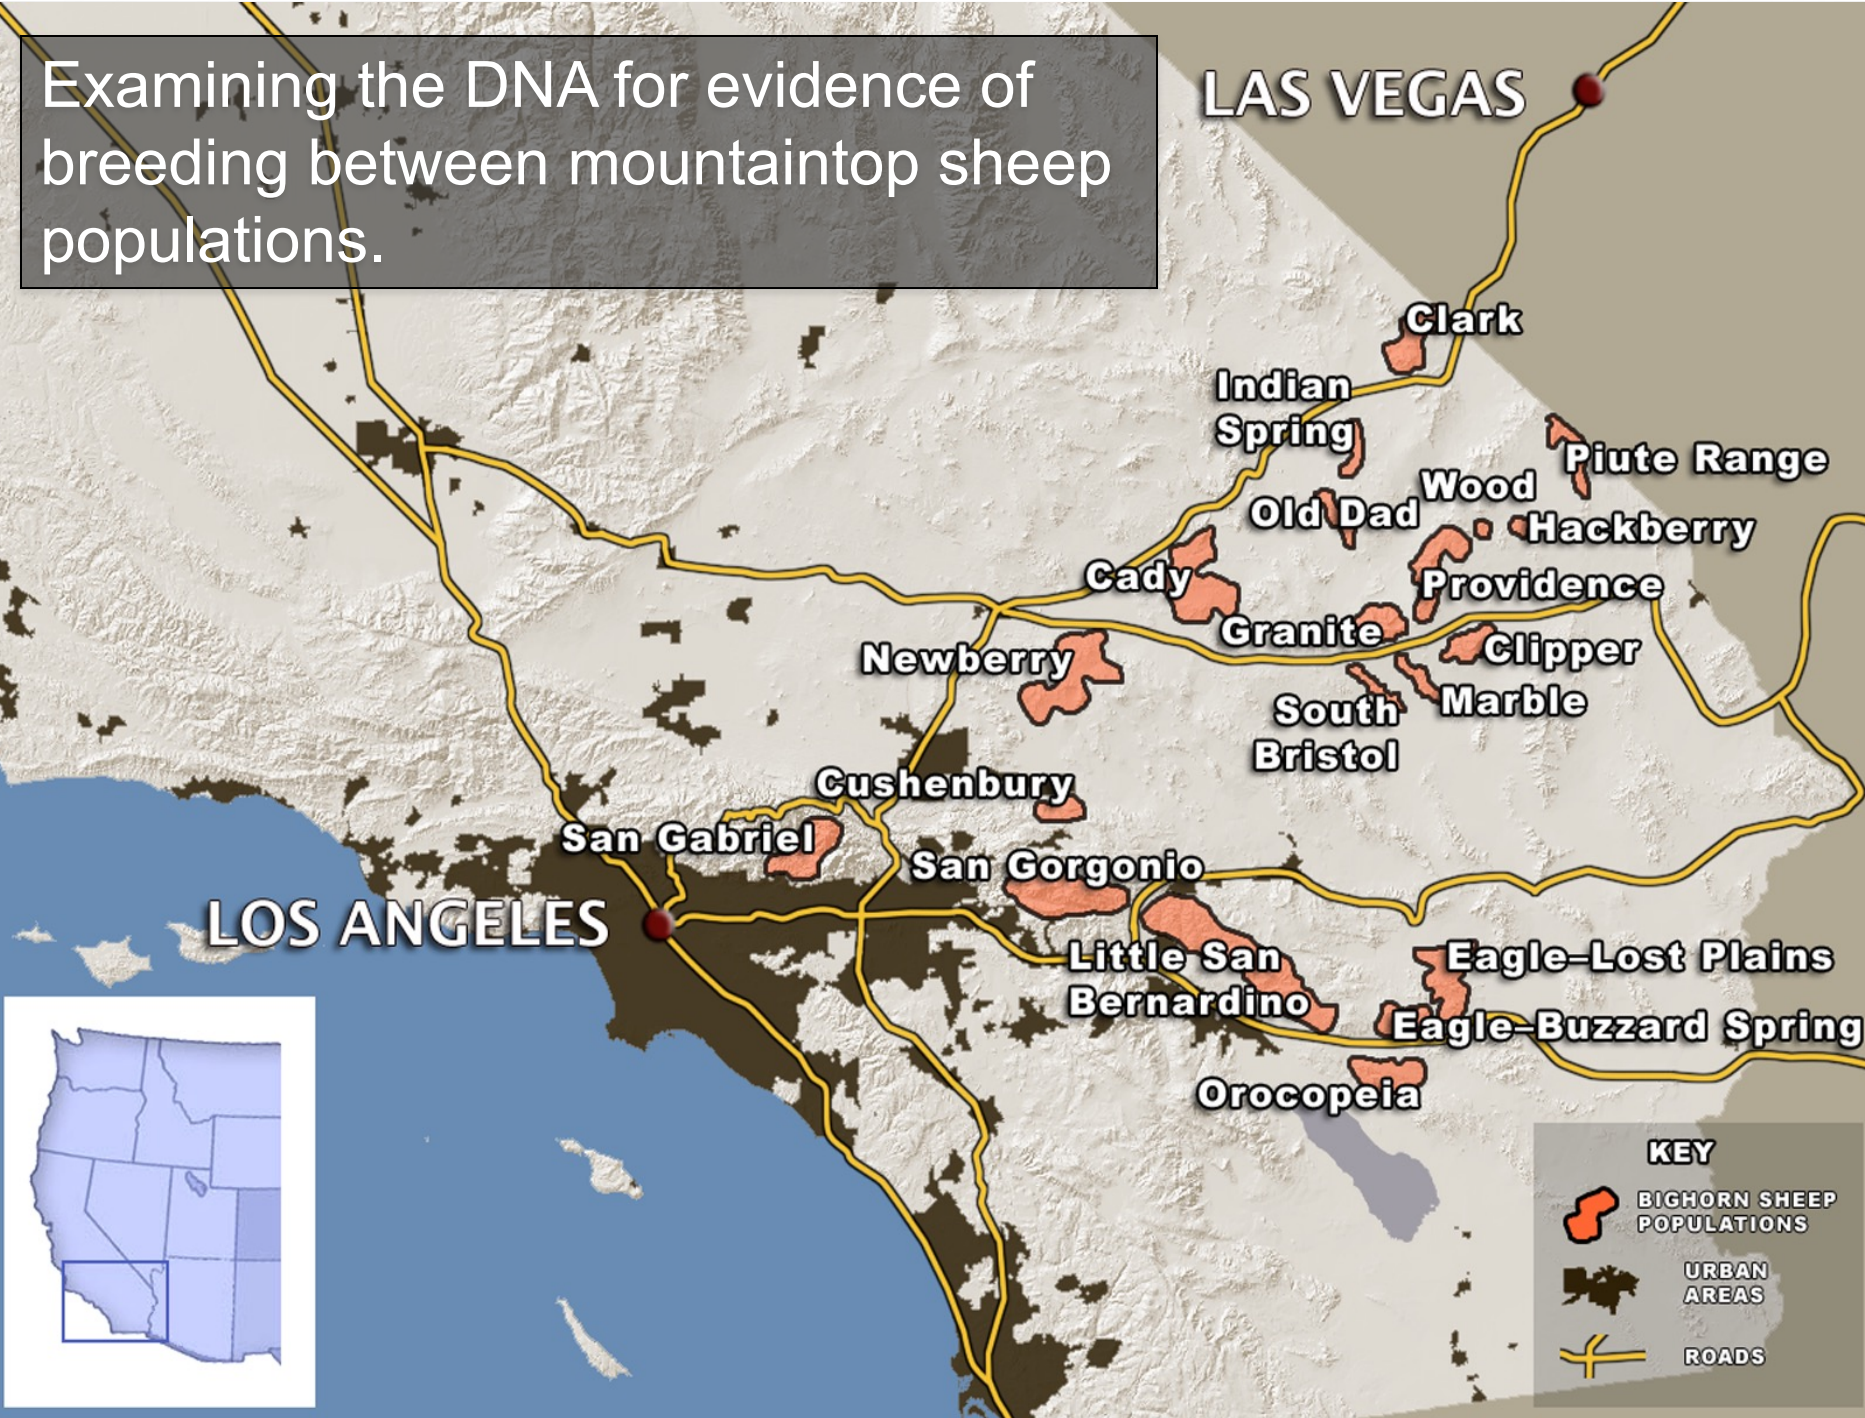 Examining the DNA for evidence of
breeding between mountaintop sheep
populations.
LAS VEGAS
Clark
Indian
Spring
Piute Range
Wood
Old Dad
Hackberry
Cady
Providence
Granite
Clipper
Newberry
Marble
South
Bristol
Cushenbury
San Gabriel
San Gorgonio
LOS ANGELES
Little San
Bernardino
Eagle–Lost Plains
Eagle–Buzzard Spring
Orocopeia
KEY
BIGHORN SHEEP
POPULATIONS
URBAN
AREAS
ROADS